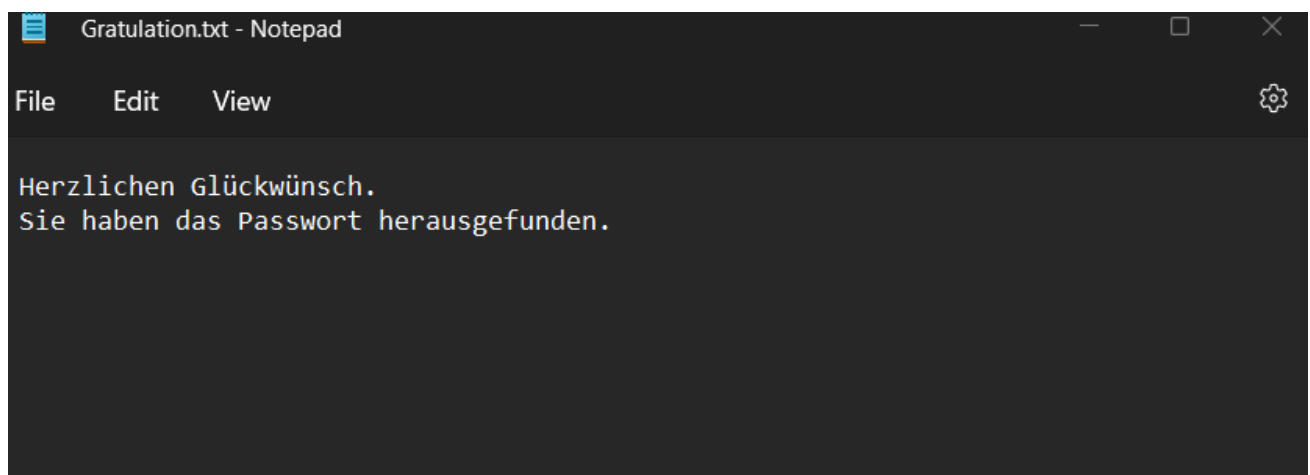 Gratulation.txt - Notepad
File Edit View
Herzlichen Glückwünsch.
Sie haben das Passwort herausgefunden.